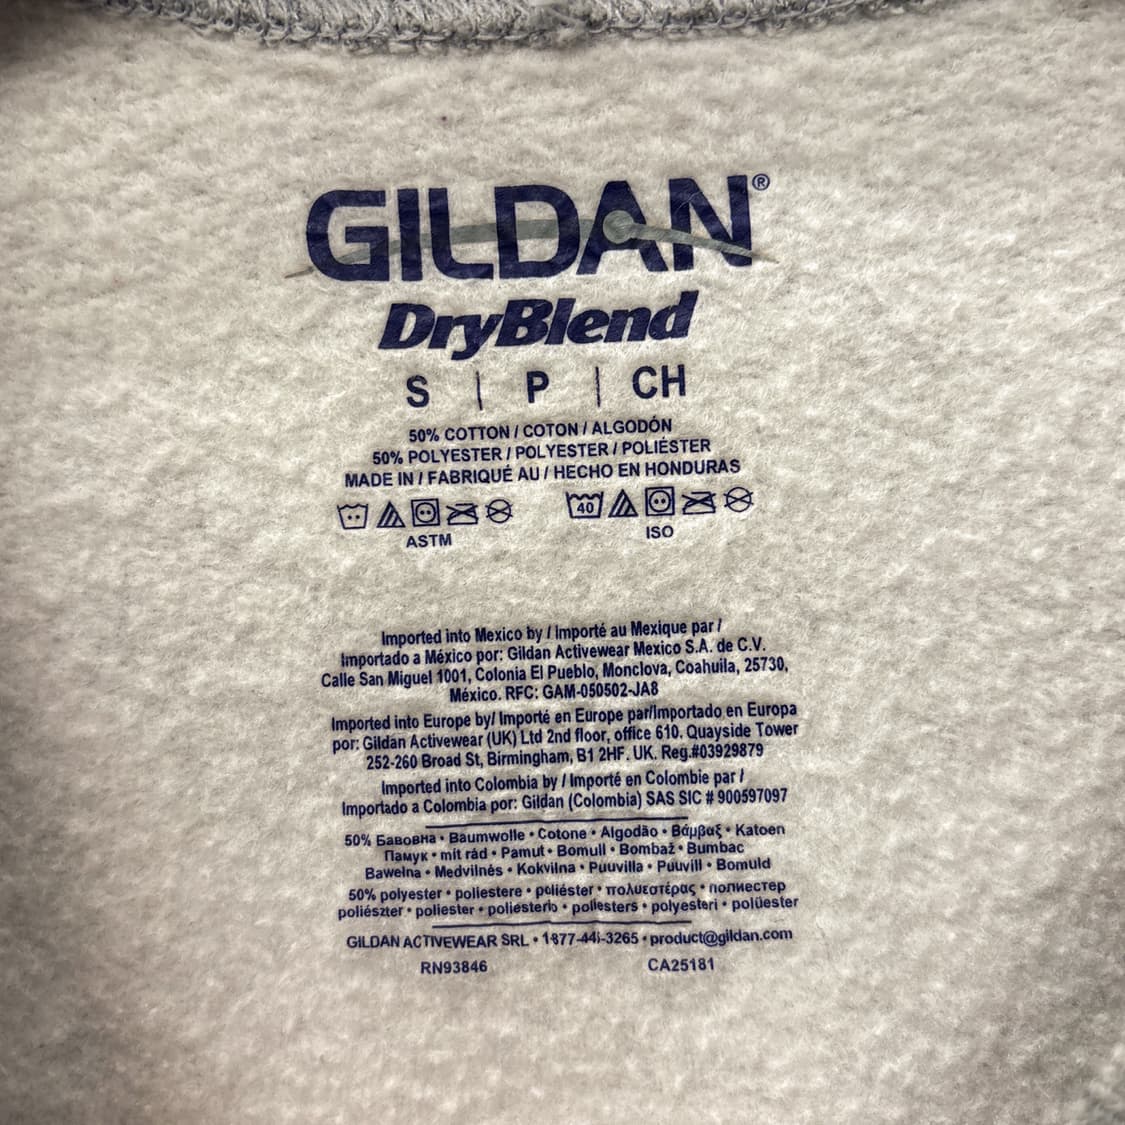 GILDAN®
DryBlend
S | P | CH
50% COTTON / COTON / ALGODÓN
50% POLYESTER / POLYESTER / POLIÉSTER
MADE IN / FABRIQUÉ AU / HECHO EN HONDURAS
40
ASTM
ISO
Imported into Mexico by / Importé au Mexique par /
Importado a México por: Gildan Activewear Mexico S.A. de C.V.
Calle San Miguel 1001, Colonia El Pueblo, Monclova, Coahuila, 25730,
México. RFC: GAM-050502-JA8
Imported into Europe by/ Importé en Europe par/Importado en Europa
por: Gildan Activewear (UK) Ltd 2nd floor, office 610. Quayside Tower
252-260 Broad St, Birmingham, B1 2HF. UK. Reg.#03929879
Imported into Colombia by / Importé en Colombie par /
Importado a Colombia por: Gildan (Colombia) SAS SIC # 900597097
50% Бавовна • Baumwolle • Cotone • Algodão • Βάμβαξ • Katoen
Памук • mit rád • Pamut • Bomull • Bombaž • Bumbac
Bawełna • Medvilnės • Kokvilna • Puuvilla • Puuvill • Bomuld
50% polyester • poliestere • poliéster • πολυεστέρας • полиестер
poliészter • poliester • poliesterlo • poliesters • polyesteri • polüester
GILDAN ACTIVEWEAR SRL • product@gildan.com
RN93846 CA25181